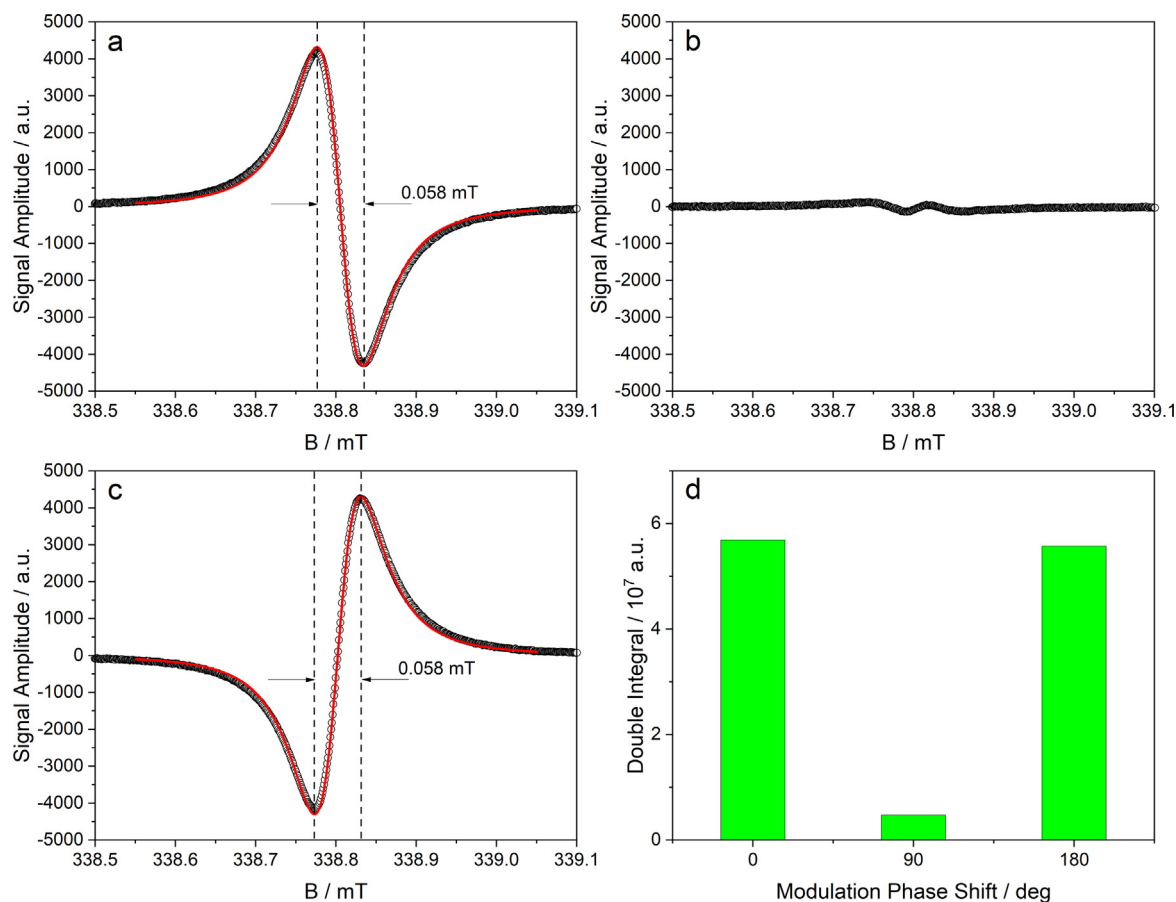 a
Signal Amplitude / a.u.
5000
4000
3000
2000
1000
0
-1000
-2000
-3000
-4000
-5000
0.058 mT
338.5 338.6 338.7 338.8 338.9 339.0 339.1
B / mT
b
Signal Amplitude / a.u.
5000
4000
3000
2000
1000
0
-1000
-2000
-3000
-4000
-5000
338.5 338.6 338.7 338.8 338.9 339.0 339.1
B / mT
c
Signal Amplitude / a.u.
5000
4000
3000
2000
1000
0
-1000
-2000
-3000
-4000
-5000
0.058 mT
338.5 338.6 338.7 338.8 338.9 339.0 339.1
B / mT
d
Double Integral / 10⁷ a.u.
6
4
2
0
0 90 180
Modulation Phase Shift / deg